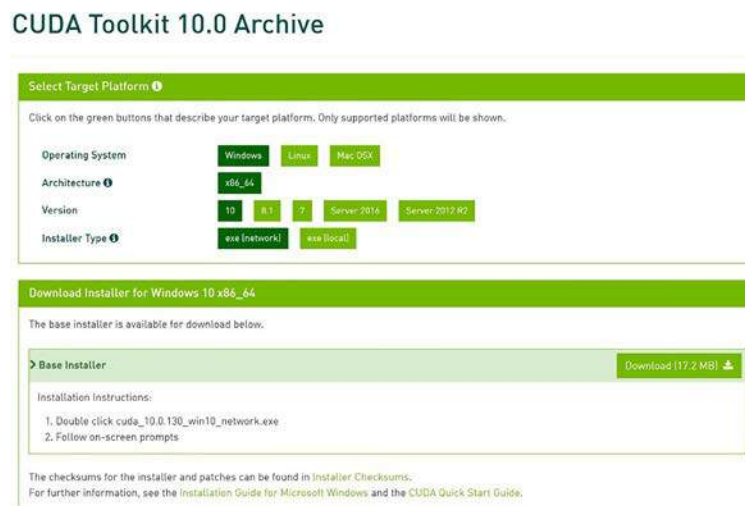 CUDA Toolkit 10.0 Archive
Select Target Platform
Click on the green buttons that describe your target platform. Only supported platforms will be shown.
Operating System Windows Linux Mac OSX
Architecture x86_64
Version 10 8.1 7 Server 2016 Server 2012 R2
Installer Type exe [network] exe [local]
Download Installer for Windows 10 x86_64
The base installer is available for download below.
Base Installer Download (17.2 MB)
Installation Instructions:
1. Double click cuda_10.0.130_win10_network.exe
2. Follow on-screen prompts
The checksums for the installer and patches can be found in Installer Checksums.
For further information, see the Installation Guide for Microsoft Windows and the CUDA Quick Start Guide.